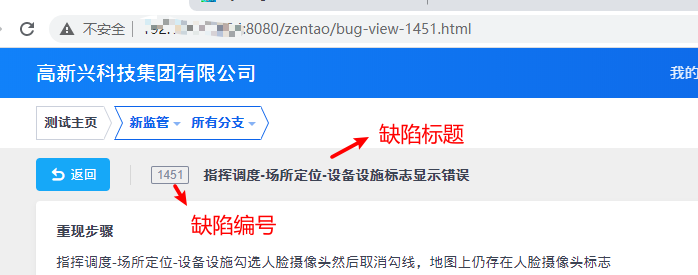 不安全
:8080/zentao/bug-view-1451.html
高新兴科技集团有限公司
我的
测试主页 新监管 所有分支
缺陷标题
返回 1451 指挥调度-场所定位-设备设施标志显示错误
缺陷编号
重现步骤
指挥调度-场所定位-设备设施勾选人脸摄像头然后取消勾线，地图上仍存在人脸摄像头标志